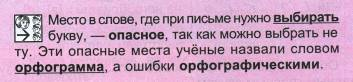 Место в слове, где при письме нужно выбирать
букву, — опасное, так как можно выбрать не
ту. Эти опасные места учёные назвали словом
орфограмма, а ошибки орфографическими.